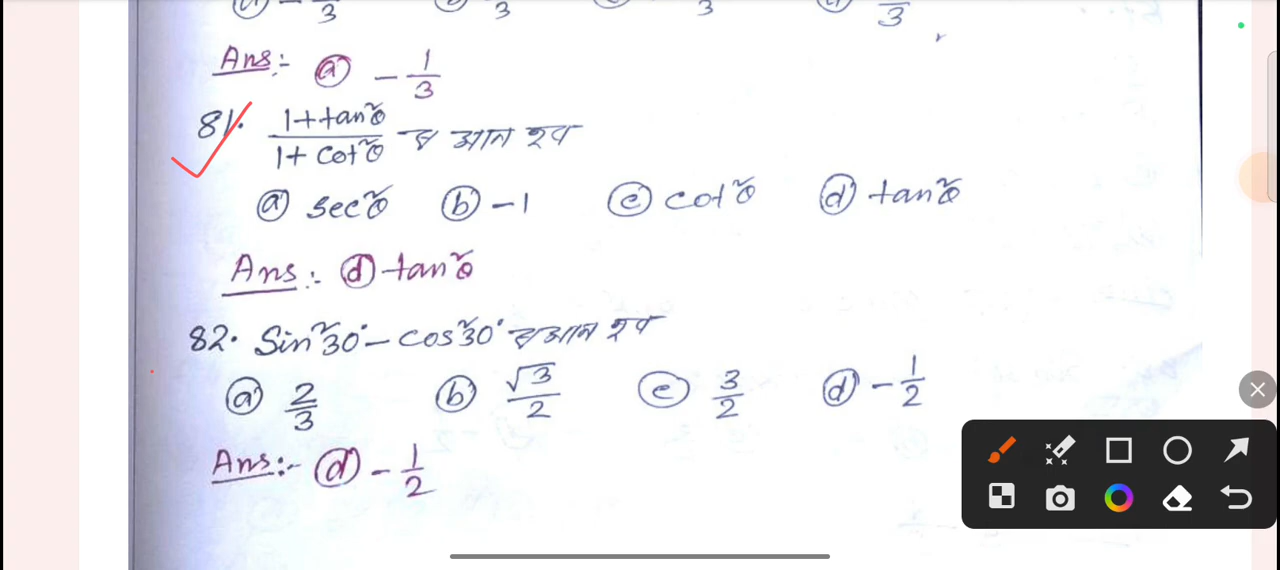 Ans:- ⓐ - 1/3
81. (1+tan²θ)/(1+cot²θ) ৰ মান হব
ⓐ sec²θ ⓑ -1 ⓒ cot²θ ⓓ tan²θ
Ans:- ⓓ tan²θ
82. Sin²30° - cos²30° ৰ মান হব
ⓐ 2/3 ⓑ √3/2 ⓒ 3/2 ⓓ - 1/2
Ans:- ⓓ - 1/2